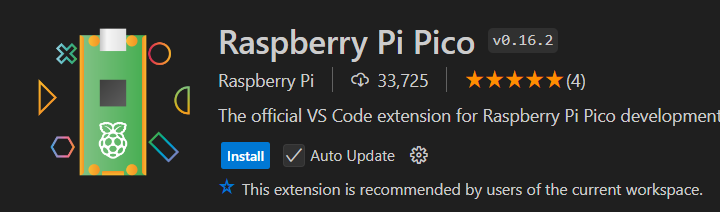 Raspberry Pi Pico v0.16.2
Raspberry Pi 33,725 (4)
The official VS Code extension for Raspberry Pi Pico development
Install Auto Update
This extension is recommended by users of the current workspace.